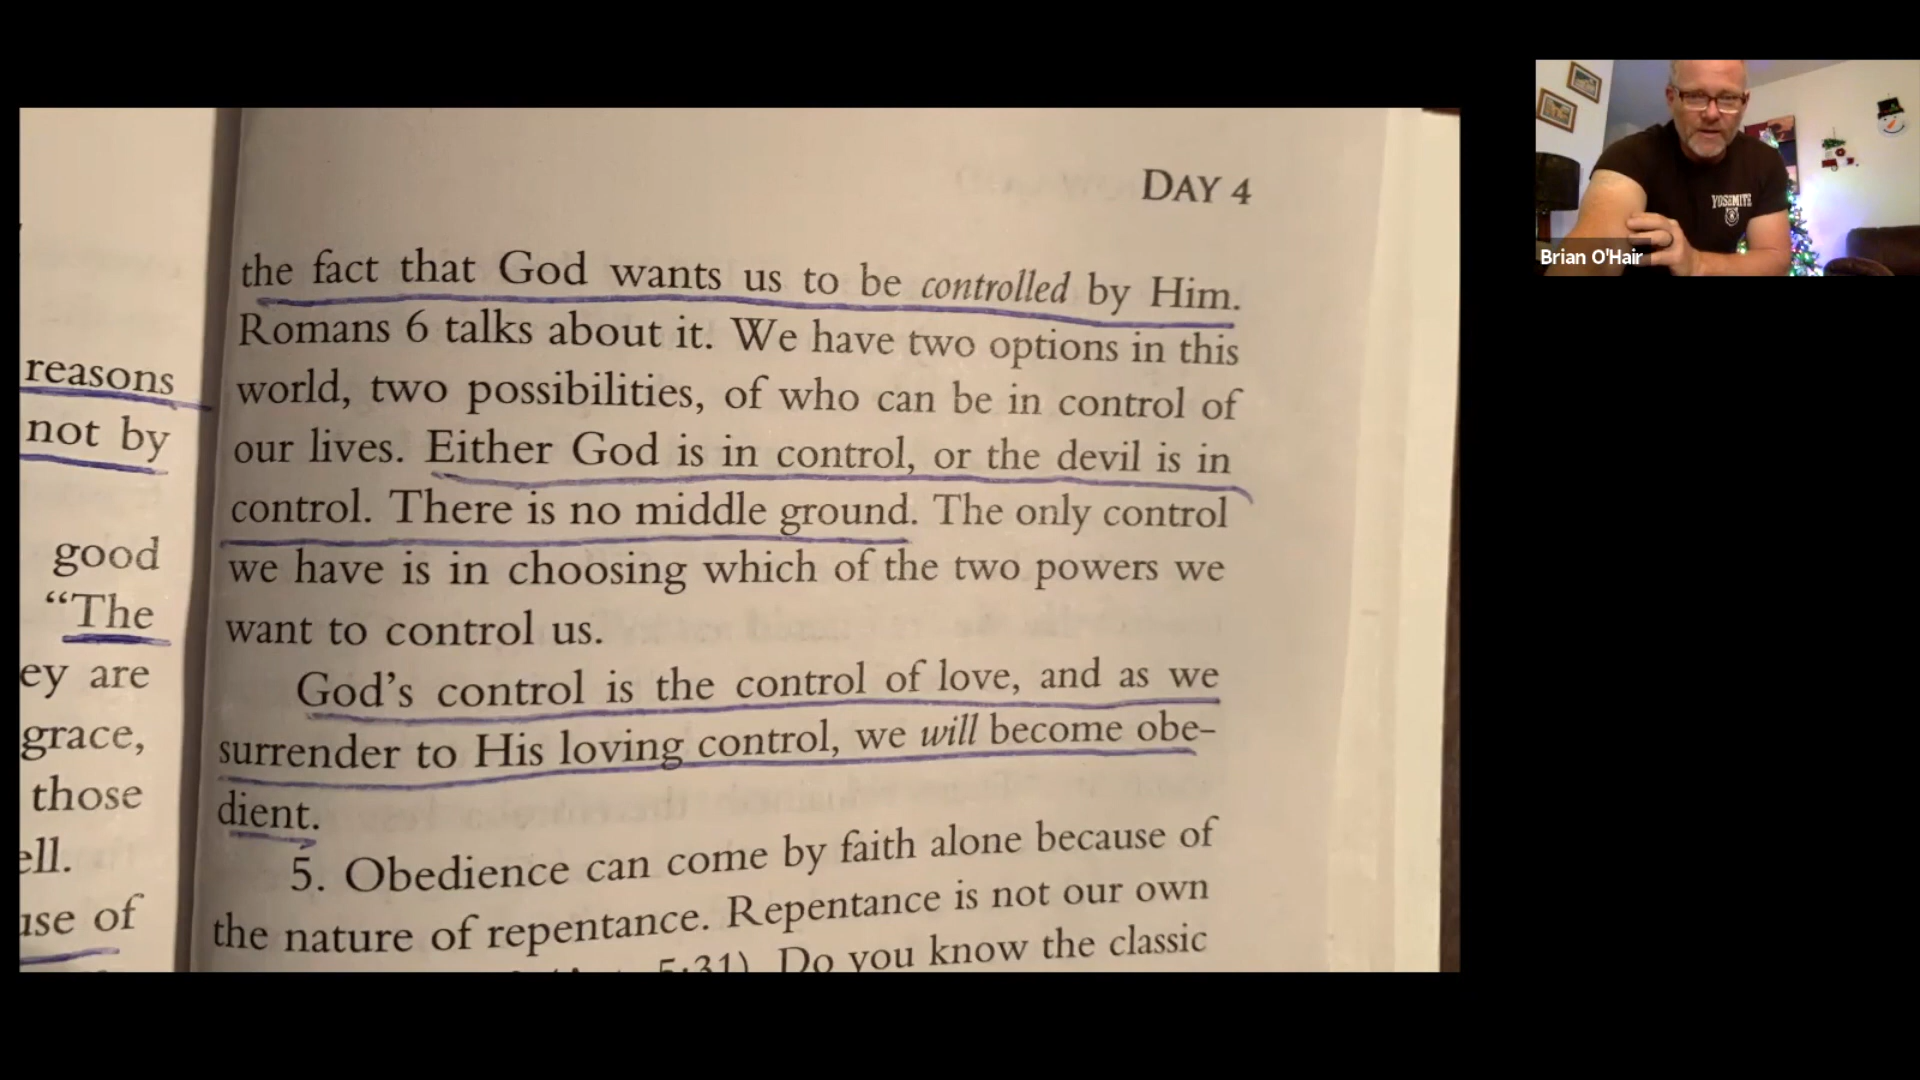 DAY 4
the fact that God wants us to be controlled by Him.
Romans 6 talks about it. We have two options in this
world, two possibilities, of who can be in control of
our lives. Either God is in control, or the devil is in
control. There is no middle ground. The only control
we have is in choosing which of the two powers we
want to control us.
God's control is the control of love, and as we
surrender to His loving control, we will become obe-
dient.
5. Obedience can come by faith alone because of
the nature of repentance. Repentance is not our own
5:31). Do you know the classic
reasons
not by
good
“The
ey are
grace,
those
ell.
use of
YOSEMITE
Brian O'Hair